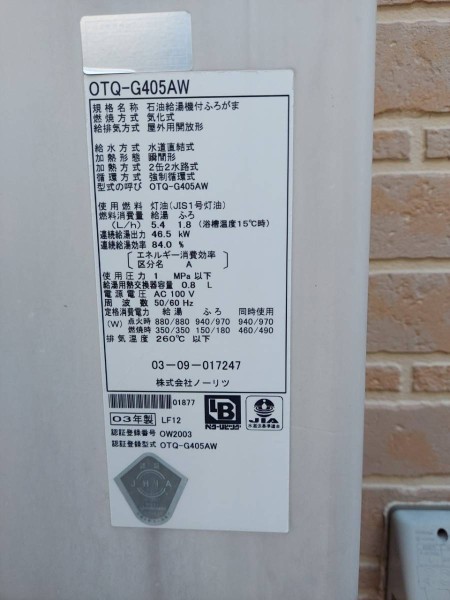 OTQ-G405AW
規格名称 石油給湯機付ふろがま
燃焼方式 気化式
給排気方式 屋外用開放形
給水方式 水道直結式
加熱形式 瞬間形
加熱方式 2缶2水路式
循環方式 強制循環式
型式の呼び OTQ-G405AW
使用燃料 灯油(JIS1号灯油)
燃料消費量 給湯 ふろ
(L/h) 5.4 1.8 (浴槽温度15℃時)
連続給湯出力 46.5 kW
連続給湯効率 84.0 %
エネルギー消費効率
区分名 A
使用圧力 1 MPa 以下
給湯用熱交換器容量 0.8 L
電源電圧 AC 100 V
周波数 50/60 Hz
定格消費電力 給湯 ふろ 同時使用
(W) 点火時 880/880 940/970 940/970
燃焼時 350/350 150/180 460/490
排気温度 260℃ 以下
03-09-017247
株式会社ノーリツ
01877
BL
JIA
03年製 LF12
認証登録番号 OW2003
認証登録型式 OTQ-G405AW
JHIA